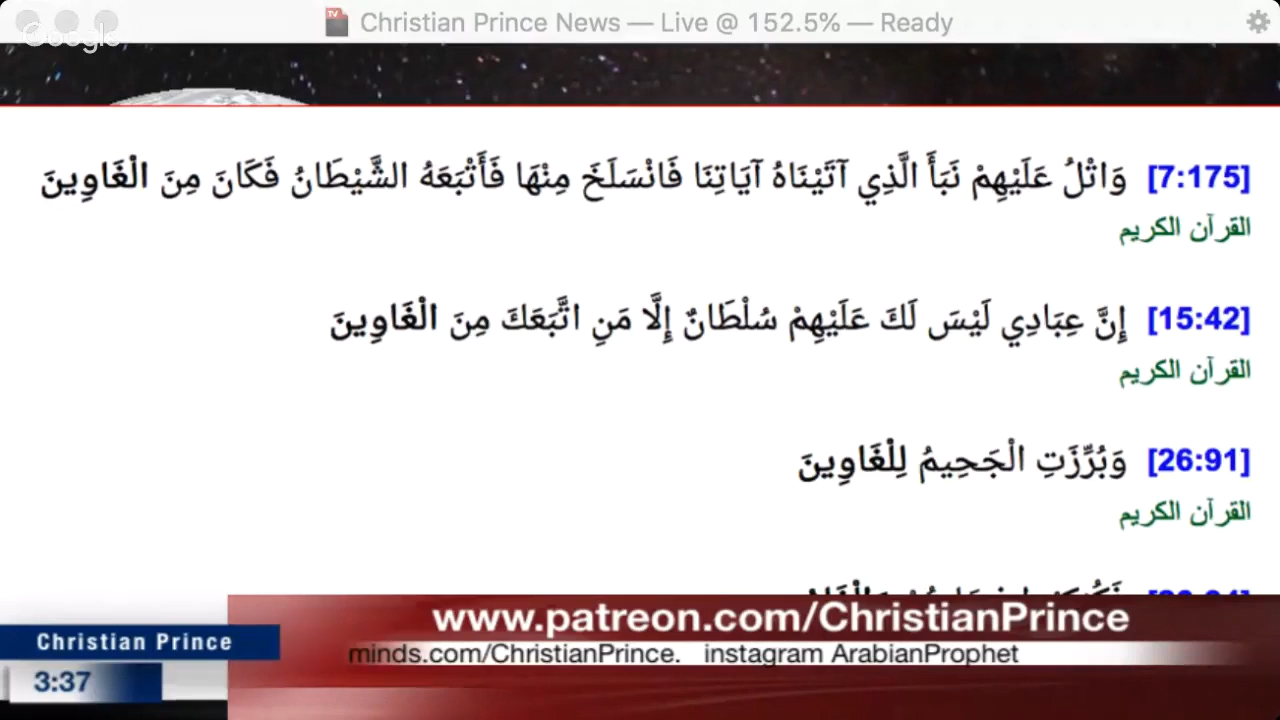 Christian Prince News — Live @ 152.5% — Ready
Google
[7:175] وَاتْلُ عَلَيْهِمْ نَبَأَ الَّذِي آتَيْنَاهُ آيَاتِنَا فَانْسَلَخَ مِنْهَا فَأَتْبَعَهُ الشَّيْطَانُ فَكَانَ مِنَ الْغَاوِينَ
القرآن الكريم
[15:42] إِنَّ عِبَادِي لَيْسَ لَكَ عَلَيْهِمْ سُلْطَانٌ إِلَّا مَنِ اتَّبَعَكَ مِنَ الْغَاوِينَ
القرآن الكريم
[26:91] وَبُرِّزَتِ الْجَحِيمُ لِلْغَاوِينَ
القرآن الكريم
www.patreon.com/ChristianPrince
Christian Prince
minds.com/ChristianPrince. instagram ArabianProphet
3:37